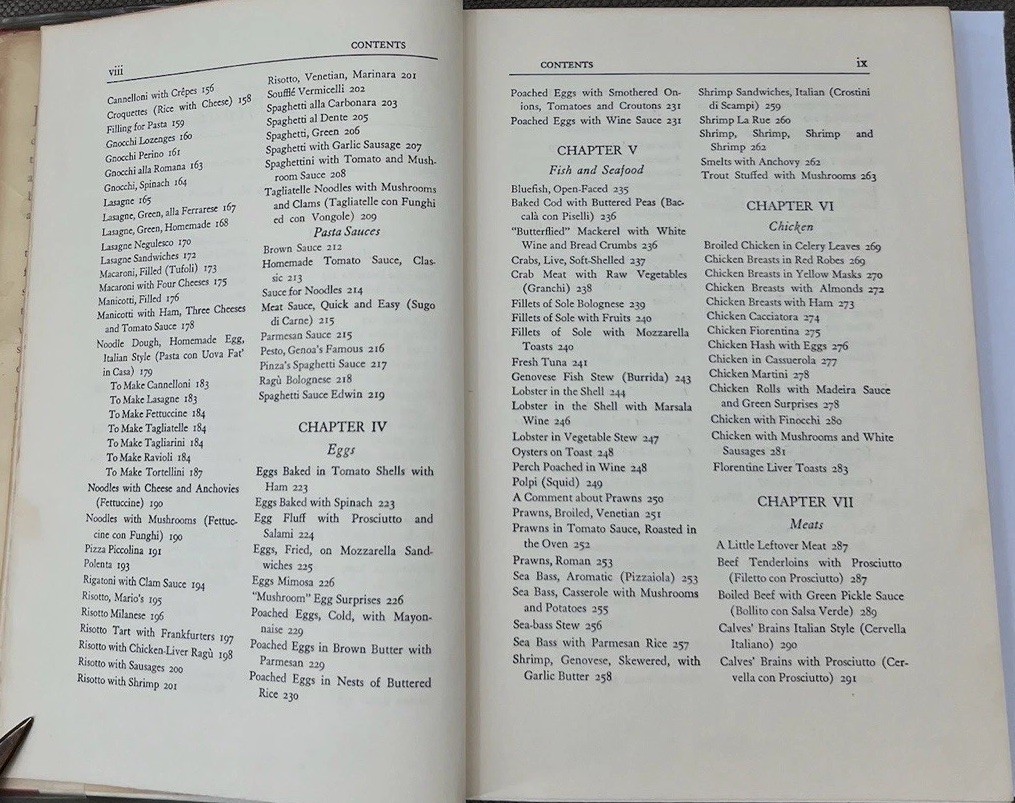 viii
CONTENTS
Cannelloni with Crêpes 156
Croquettes (Rice with Cheese) 158
Filling for Pasta 159
Gnocchi Lozenges 160
Gnocchi Perino 161
Gnocchi alla Romana 163
Gnocchi, Spinach 164
Lasagne 165
Lasagne, Green, alla Ferrarese 167
Lasagne, Green, Homemade 168
Lasagne Negulesco 170
Lasagne Sandwiches 172
Macaroni, Filled (Tufoli) 173
Macaroni with Four Cheeses 175
Manicotti, Filled 176
Manicotti with Ham, Three Cheeses
and Tomato Sauce 178
Noodle Dough, Homemade Egg,
Italian Style (Pasta con Uova Fat'
in Casa) 179
To Make Cannelloni 183
To Make Lasagne 183
To Make Fettuccine 184
To Make Tagliatelle 184
To Make Tagliarini 184
To Make Ravioli 184
To Make Tortellini 187
Noodles with Cheese and Anchovies
(Fettuccine) 190
Noodles with Mushrooms (Fettuc-
cine con Funghi) 190
Pizza Piccolina 191
Polenta 193
Rigatoni with Clam Sauce 194
Risotto, Mario's 195
Risotto Milanese 196
Risotto Tart with Frankfurters 197
Risotto with Chicken-Liver Ragù 198
Risotto with Sausages 200
Risotto with Shrimp 201
Risotto, Venetian, Marinara 201
Soufflé Vermicelli 202
Spaghetti alla Carbonara 203
Spaghetti al Dente 205
Spaghetti, Green 206
Spaghetti with Garlic Sausage 207
Spaghettini with Tomato and Mush-
room Sauce 208
Tagliatelle Noodles with Mushrooms
and Clams (Tagliatelle con Funghi
ed con Vongole) 209
Pasta Sauces
Brown Sauce 212
Homemade Tomato Sauce, Clas-
sic 213
Sauce for Noodles 214
Meat Sauce, Quick and Easy (Sugo
di Carne) 215
Parmesan Sauce 215
Pesto, Genoa's Famous 216
Pinza's Spaghetti Sauce 217
Ragù Bolognese 218
Spaghetti Sauce Edwin 219
CHAPTER IV
Eggs
Eggs Baked in Tomato Shells with
Ham 223
Eggs Baked with Spinach 223
Egg Fluff with Prosciutto and
Salami 224
Eggs, Fried, on Mozzarella Sand-
wiches 225
Eggs Mimosa 226
"Mushroom" Egg Surprises 226
Poached Eggs, Cold, with Mayon-
naise 229
Poached Eggs in Brown Butter with
Parmesan 229
Poached Eggs in Nests of Buttered
Rice 230
CONTENTS
ix
Poached Eggs with Smothered On-
ions, Tomatoes and Croutons 231
Poached Eggs with Wine Sauce 231
CHAPTER V
Fish and Seafood
Bluefish, Open-Faced 235
Baked Cod with Buttered Peas (Bac-
calà con Piselli) 236
"Butterflied" Mackerel with White
Wine and Bread Crumbs 236
Crabs, Live, Soft-Shelled 237
Crab Meat with Raw Vegetables
(Granchi) 238
Fillets of Sole Bolognese 239
Fillets of Sole with Fruits 240
Fillets of Sole with Mozzarella
Toasts 240
Fresh Tuna 241
Genovese Fish Stew (Burrida) 243
Lobster in the Shell 244
Lobster in the Shell with Marsala
Wine 246
Lobster in Vegetable Stew 247
Oysters on Toast 248
Perch Poached in Wine 248
Polpi (Squid) 249
A Comment about Prawns 250
Prawns, Broiled, Venetian 251
Prawns in Tomato Sauce, Roasted in
the Oven 252
Prawns, Roman 253
Sea Bass, Aromatic (Pizzaiola) 253
Sea Bass, Casserole with Mushrooms
and Potatoes 255
Sea-bass Stew 256
Sea Bass with Parmesan Rice 257
Shrimp, Genovese, Skewered, with
Garlic Butter 258
Shrimp Sandwiches, Italian (Crostini
di Scampi) 259
Shrimp La Rue 260
Shrimp, Shrimp, Shrimp and
Shrimp 262
Smelts with Anchovy 262
Trout Stuffed with Mushrooms 263
CHAPTER VI
Chicken
Broiled Chicken in Celery Leaves 269
Chicken Breasts in Red Robes 269
Chicken Breasts in Yellow Masks 270
Chicken Breasts with Almonds 272
Chicken Breasts with Ham 273
Chicken Cacciatora 274
Chicken Fiorentina 275
Chicken Hash with Eggs 276
Chicken in Cassuerola 277
Chicken Martini 278
Chicken Rolls with Madeira Sauce
and Green Surprises 278
Chicken with Finocchi 280
Chicken with Mushrooms and White
Sausages 281
Florentine Liver Toasts 283
CHAPTER VII
Meats
A Little Leftover Meat 287
Beef Tenderloins with Prosciutto
(Filetto con Prosciutto) 287
Boiled Beef with Green Pickle Sauce
(Bollito con Salsa Verde) 289
Calves' Brains Italian Style (Cervella
Italiano) 290
Calves' Brains with Prosciutto (Cer-
vella con Prosciutto) 291